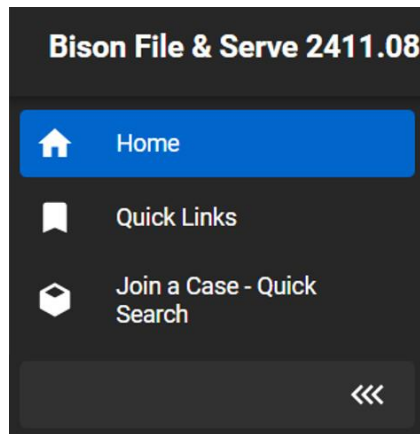 Bison File & Serve 2411.08
Home
Quick Links
Join a Case - Quick
Search